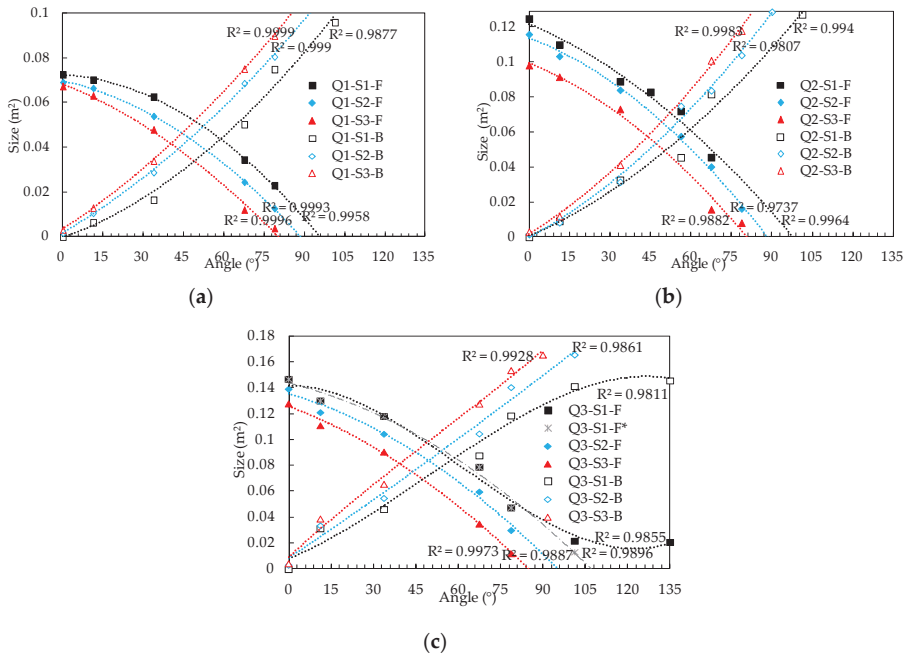 0.1
0.08
0.06
0.04
0.02
0
Size (m²)
0 15 30 45 60 75 90 105 120 135
Angle (°)
R² = 0.9999
R² = 0.999
R² = 0.9877
Q1-S1-F
Q1-S2-F
Q1-S3-F
Q1-S1-B
Q1-S2-B
Q1-S3-B
R² = 0.9993
R² = 0.9996
R² = 0.9958
(a)
0.12
0.1
0.08
0.06
0.04
0.02
0
Size (m²)
0 15 30 45 60 75 90 105 120 135
Angle (°)
R² = 0.9983
R² = 0.994
R² = 0.9807
Q2-S1-F
Q2-S2-F
Q2-S3-F
Q2-S1-B
Q2-S2-B
Q2-S3-B
R² = 0.9737
R² = 0.9882
R² = 0.9964
(b)
0.18
0.16
0.14
0.12
0.1
0.08
0.06
0.04
0.02
0
Size (m²)
0 15 30 45 60 75 90 105 120 135
Angle (°)
R² = 0.9928
R² = 0.9861
R² = 0.9811
Q3-S1-F
Q3-S1-F*
Q3-S2-F
Q3-S3-F
Q3-S1-B
Q3-S2-B
Q3-S3-B
R² = 0.9855
R² = 0.9973
R² = 0.9887
R² = 0.9896
(c)